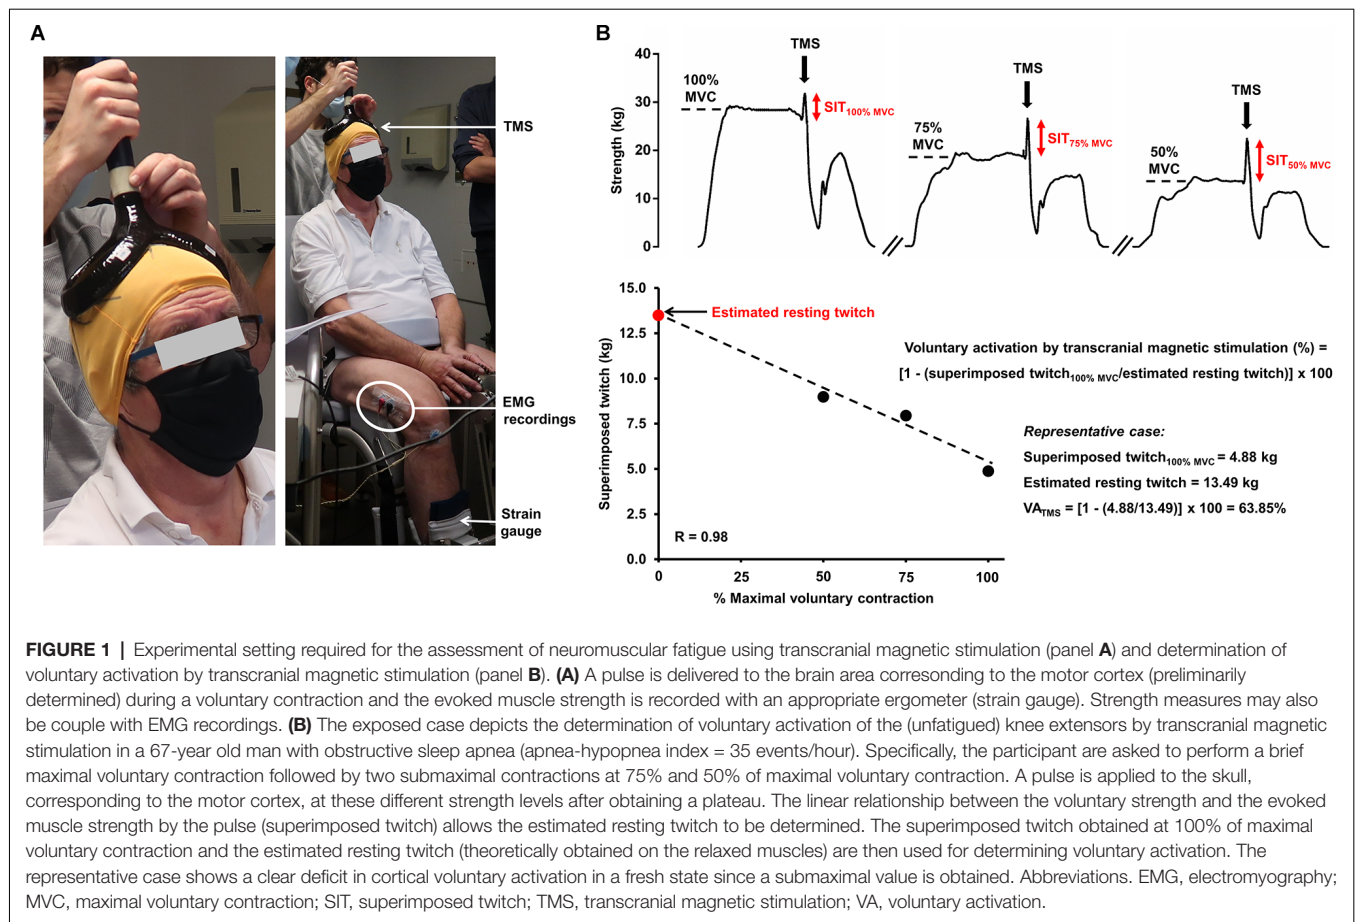 A
TMS
EMG
recordings
Strain
gauge
B
40
30
20
10
0
Strength (kg)
100%
MVC
TMS
SIT100% MVC
75%
MVC
TMS
SIT75% MVC
50%
MVC
TMS
SIT50% MVC
15.0
12.5
10.0
7.5
5.0
2.5
0.0
Superimposed twitch (kg)
Estimated resting twitch
R = 0.98
0 25 50 75 100
% Maximal voluntary contraction
Voluntary activation by transcranial magnetic stimulation (%) =
[1 - (superimposed twitch100% MVC/estimated resting twitch)] x 100
Representative case:
Superimposed twitch100% MVC = 4.88 kg
Estimated resting twitch = 13.49 kg
VATMS = [1 - (4.88/13.49)] x 100 = 63.85%
FIGURE 1 | Experimental setting required for the assessment of neuromuscular fatigue using transcranial magnetic stimulation (panel A) and determination of
voluntary activation by transcranial magnetic stimulation (panel B). (A) A pulse is delivered to the brain area corresonding to the motor cortex (preliminarily
determined) during a voluntary contraction and the evoked muscle strength is recorded with an appropriate ergometer (strain gauge). Strength measures may also
be couple with EMG recordings. (B) The exposed case depicts the determination of voluntary activation of the (unfatigued) knee extensors by transcranial magnetic
stimulation in a 67-year old man with obstructive sleep apnea (apnea-hypopnea index = 35 events/hour). Specifically, the participant are asked to perform a brief
maximal voluntary contraction followed by two submaximal contractions at 75% and 50% of maximal voluntary contraction. A pulse is applied to the skull,
corresponding to the motor cortex, at these different strength levels after obtaining a plateau. The linear relationship between the voluntary strength and the evoked
muscle strength by the pulse (superimposed twitch) allows the estimated resting twitch to be determined. The superimposed twitch obtained at 100% of maximal
voluntary contraction and the estimated resting twitch (theoretically obtained on the relaxed muscles) are then used for determining voluntary activation. The
representative case shows a clear deficit in cortical voluntary activation in a fresh state since a submaximal value is obtained. Abbreviations. EMG, electromyography;
MVC, maximal voluntary contraction; SIT, superimposed twitch; TMS, transcranial magnetic stimulation; VA, voluntary activation.